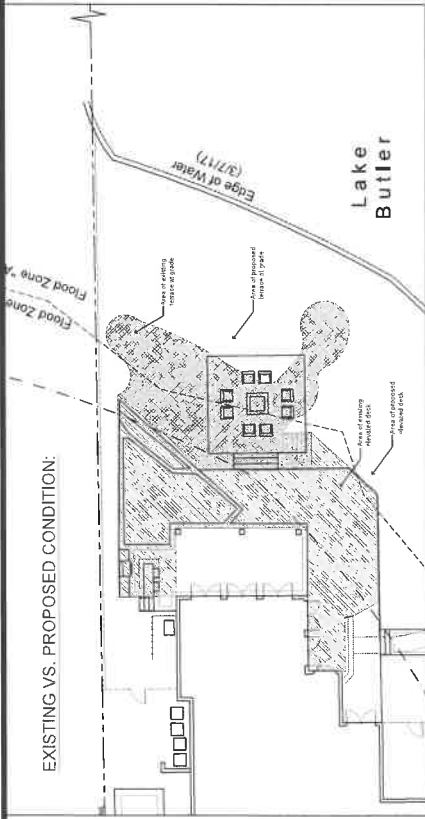 EXISTING VS. PROPOSED CONDITION:
Flood Zone "A
Flood Zone
Edge of Water
(3/7/17)
Lake
Butler
Area of existing
terrace at grade
Area of proposed
terrace at grade
Area of existing
elevated deck
Area of proposed
elevated deck